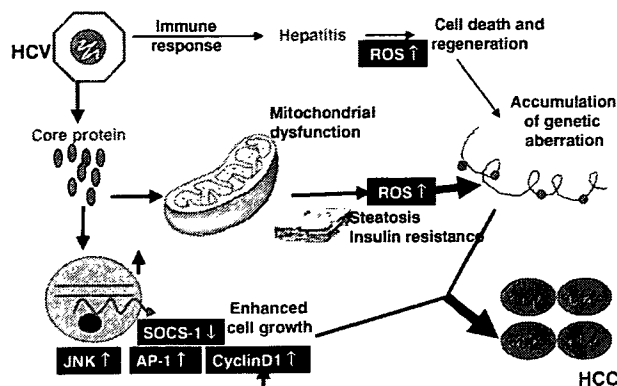 HCV
Immune
response
Hepatitis
ROS ↑
Cell death and
regeneration
Accumulation
of genetic
aberration
Core protein
Mitochondrial
dysfunction
ROS ↑
Steatosis
Insulin resistance
Enhanced
cell growth
SOCS-1 ↓
JNK ↑
AP-1 ↑
CyclinD1 ↑
HCC